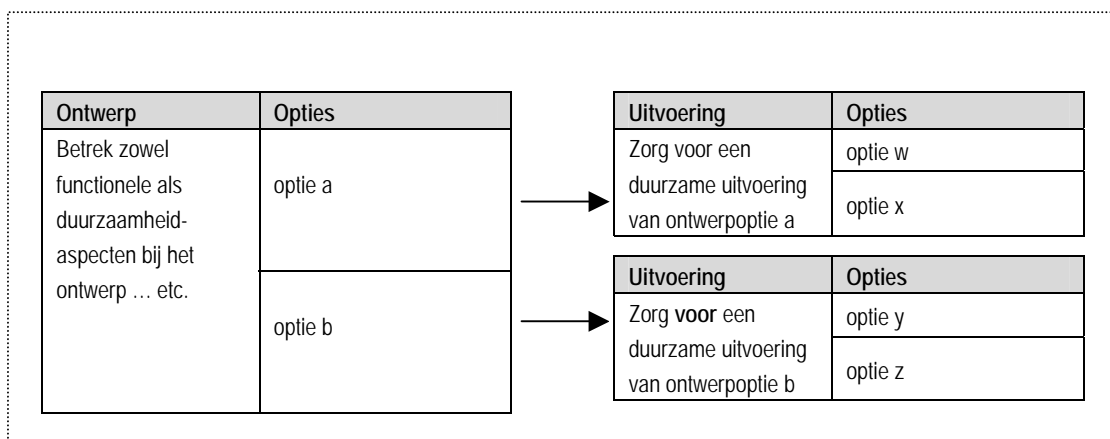 Ontwerp
Opties
Betrek zowel
functionele als
duurzaamheid-
aspecten bij het
ontwerp … etc.
optie a
optie b
Uitvoering
Opties
Zorg voor een
duurzame uitvoering
van ontwerpoptie a
optie w
optie x
Uitvoering
Opties
Zorg voor een
duurzame uitvoering
van ontwerpoptie b
optie y
optie z